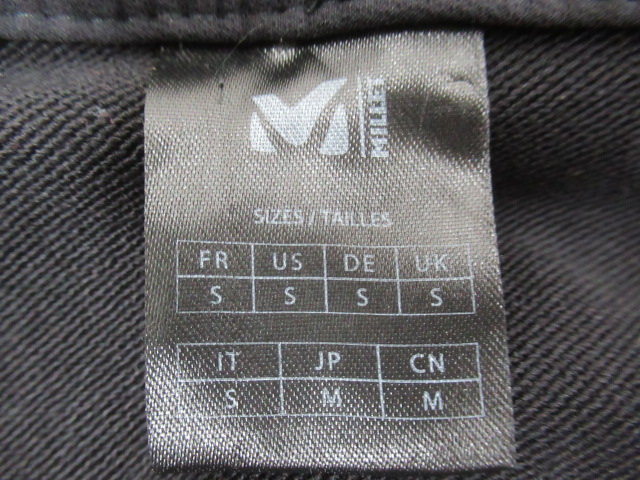 MILLET
SIZES / TAILLES
FR US DE UK
S S S S
IT JP CN
S M M